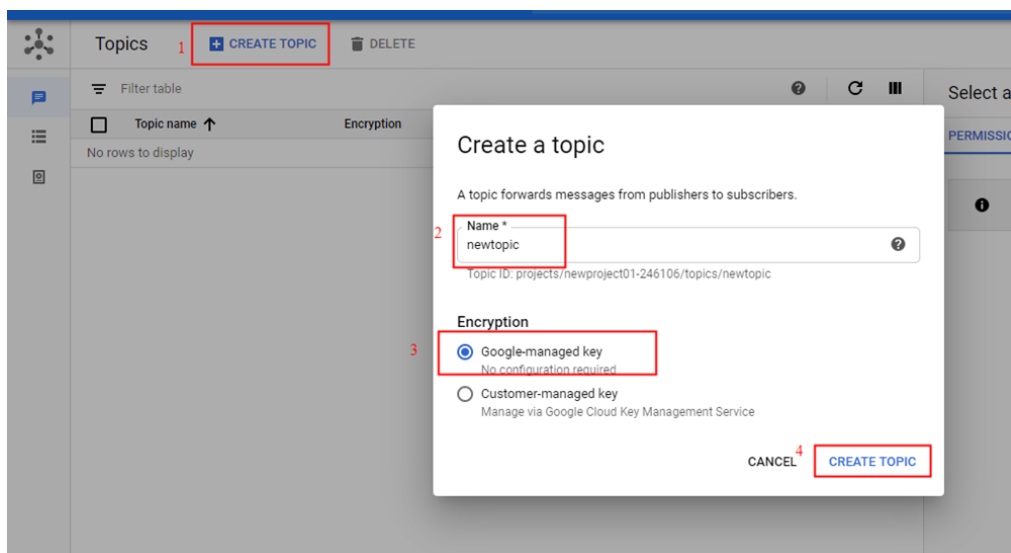 Topics 1 CREATE TOPIC DELETE
Filter table
Select a
Topic name Encryption
PERMISSIO
No rows to display
Create a topic
A topic forwards messages from publishers to subscribers.
2 Name *
newtopic
Topic ID: projects/newproject01-246106/topics/newtopic
Encryption
3 Google-managed key
No configuration required
Customer-managed key
Manage via Google Cloud Key Management Service
CANCEL 4 CREATE TOPIC